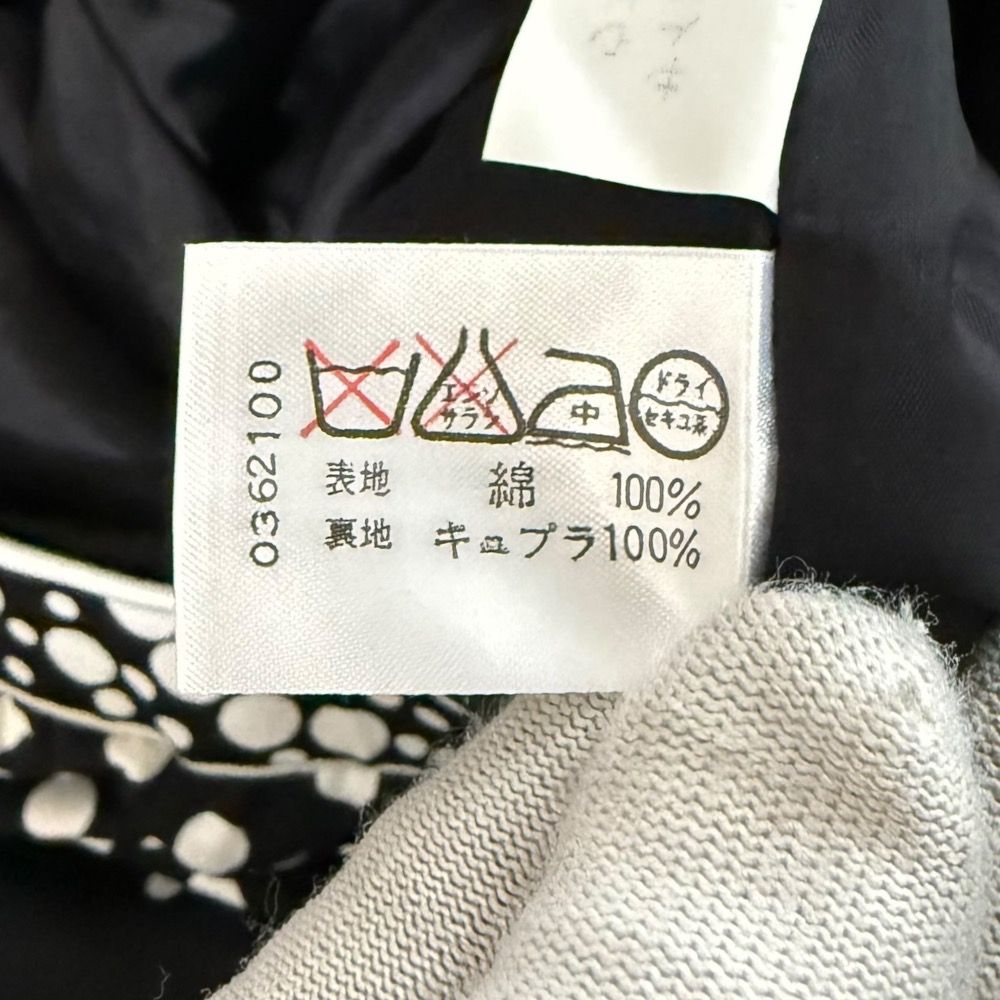 0362100
エンソ
サラシ
中
ドライ
セキユ系
表地 綿 100%
裏地 キュプラ100%